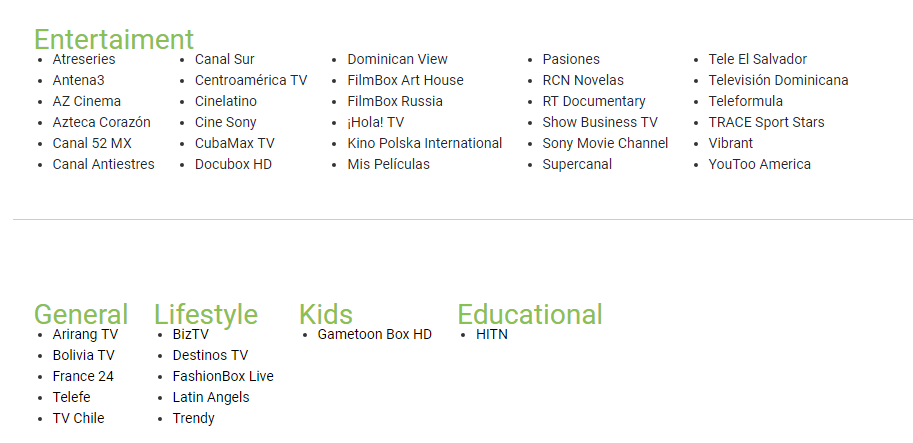 Entertaiment
Atreseries
Antena3
AZ Cinema
Azteca Corazón
Canal 52 MX
Canal Antiestres
Canal Sur
Centroamérica TV
Cinelatino
Cine Sony
CubaMax TV
Docubox HD
Dominican View
FilmBox Art House
FilmBox Russia
¡Hola! TV
Kino Polska International
Mis Películas
Pasiones
RCN Novelas
RT Documentary
Show Business TV
Sony Movie Channel
Supercanal
Tele El Salvador
Televisión Dominicana
Teleformula
TRACE Sport Stars
Vibrant
YouToo America
General
Arirang TV
Bolivia TV
France 24
Telefe
TV Chile
Lifestyle
BizTV
Destinos TV
FashionBox Live
Latin Angels
Trendy
Kids
Gametoon Box HD
Educational
HITN